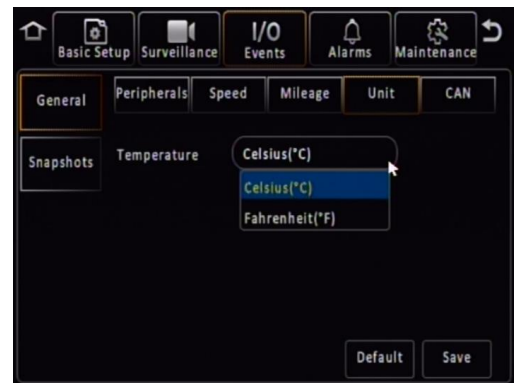 Basic Setup Surveillance I/O Events Alarms Maintenance
General Peripherals Speed Mileage Unit CAN
Snapshots Temperature Celsius(°C)
Celsius(°C)
Fahrenheit(°F)
Default Save